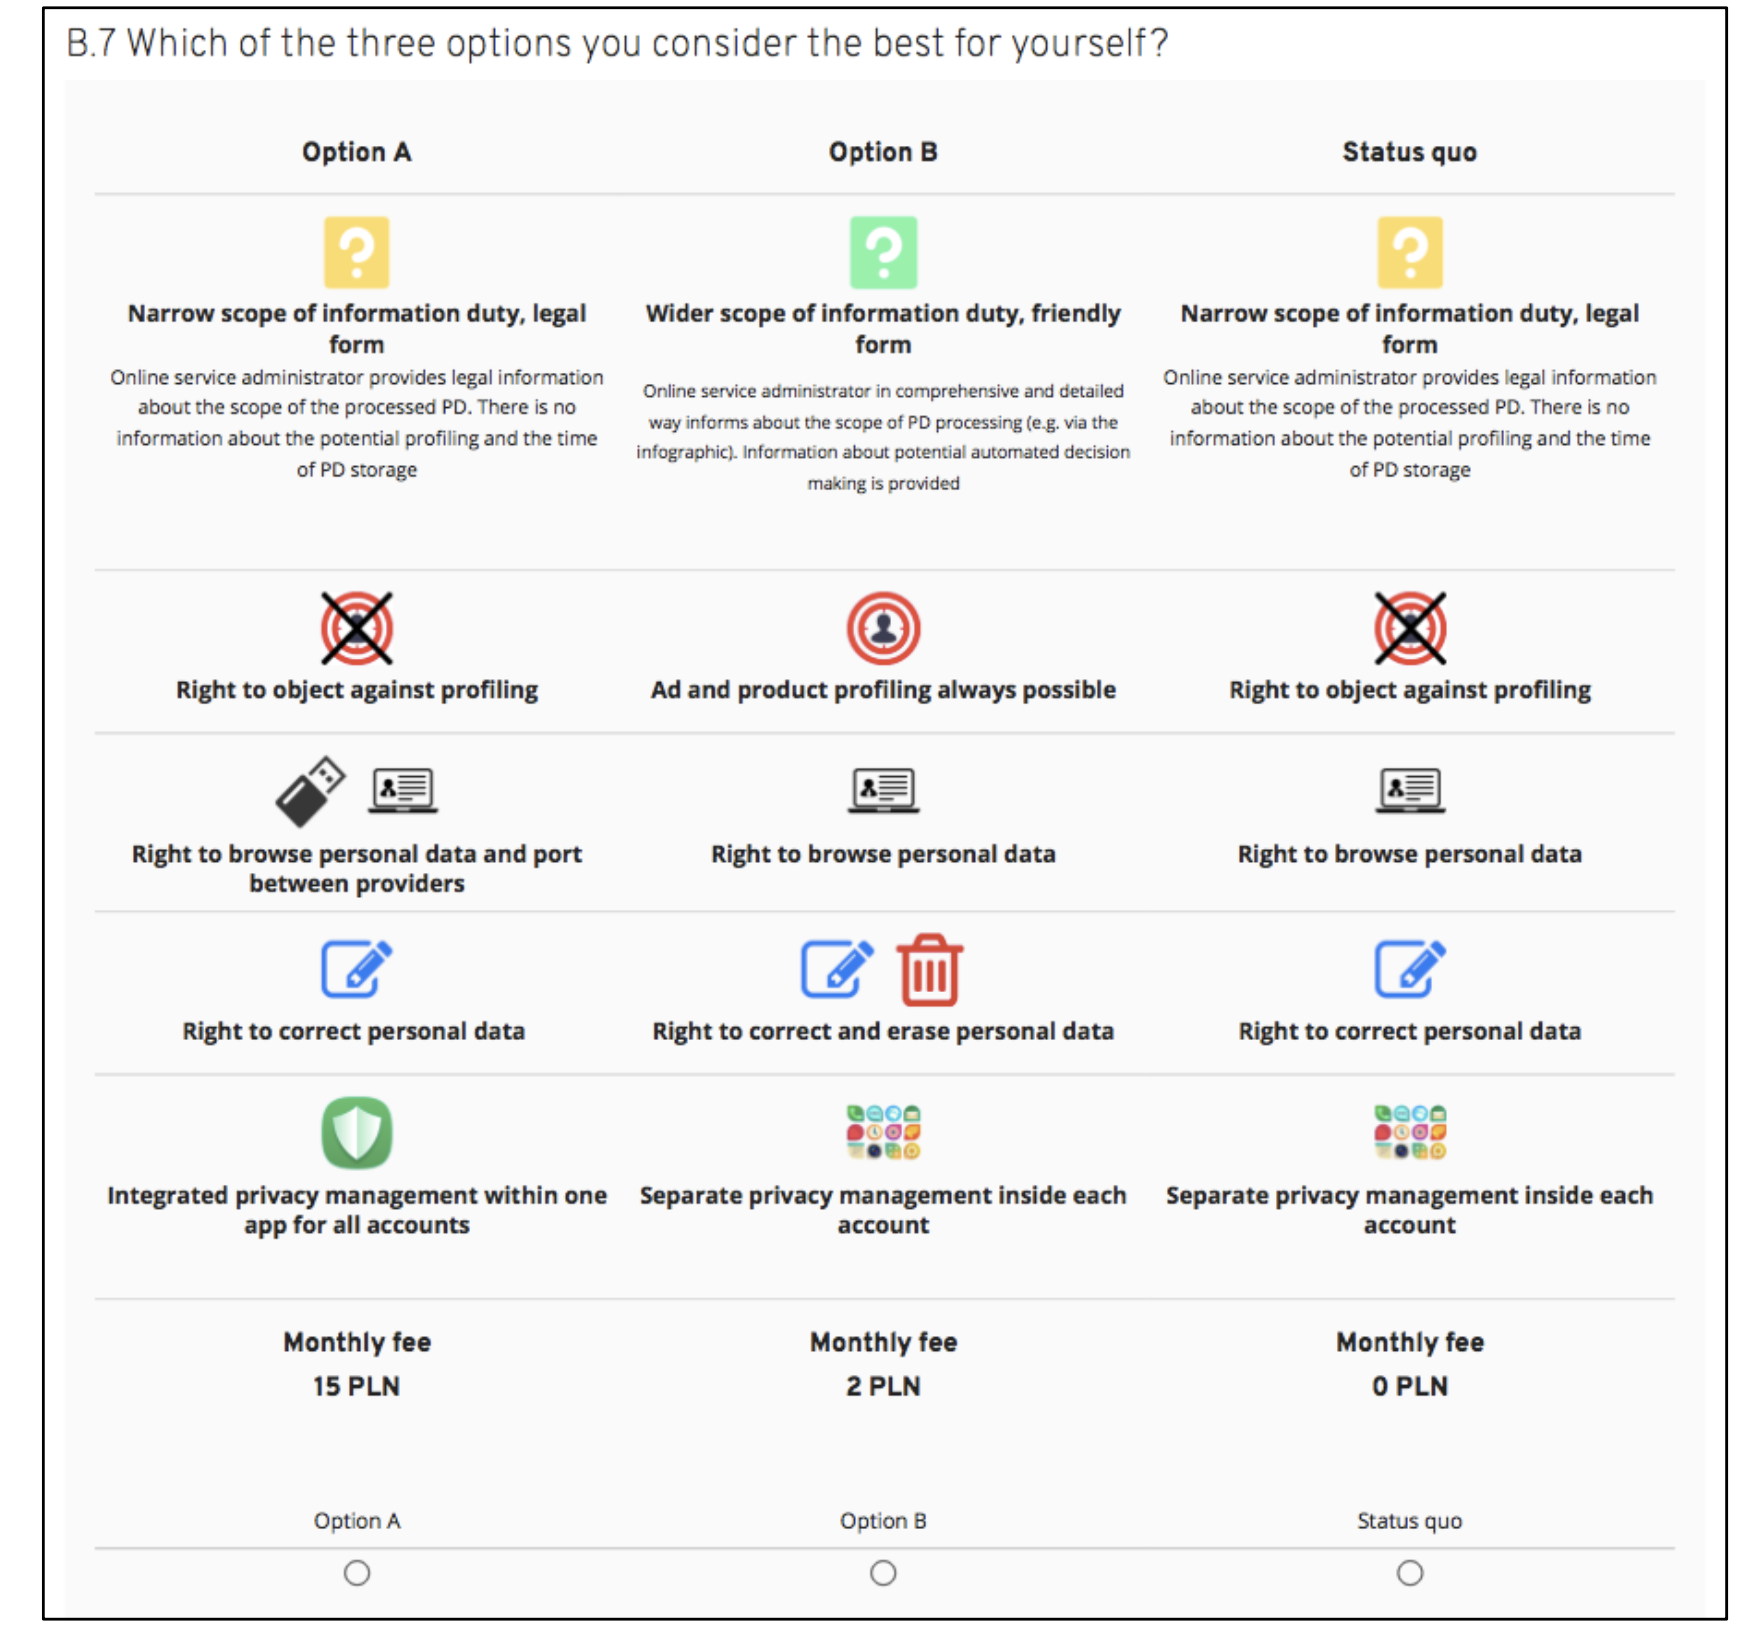 B.7 Which of the three options you consider the best for yourself?
Option A
Option B
Status quo
Narrow scope of information duty, legal
form
Online service administrator provides legal information
about the scope of the processed PD. There is no
information about the potential profiling and the time
of PD storage
Wider scope of information duty, friendly
form
Online service administrator in comprehensive and detailed
way informs about the scope of PD processing (e.g. via the
infographic). Information about potential automated decision
making is provided
Narrow scope of information duty, legal
form
Online service administrator provides legal information
about the scope of the processed PD. There is no
information about the potential profiling and the time
of PD storage
Right to object against profiling
Ad and product profiling always possible
Right to object against profiling
Right to browse personal data and port
between providers
Right to browse personal data
Right to browse personal data
Right to correct personal data
Right to correct and erase personal data
Right to correct personal data
Integrated privacy management within one
app for all accounts
Separate privacy management inside each
account
Separate privacy management inside each
account
Monthly fee
15 PLN
Monthly fee
2 PLN
Monthly fee
0 PLN
Option A
Option B
Status quo